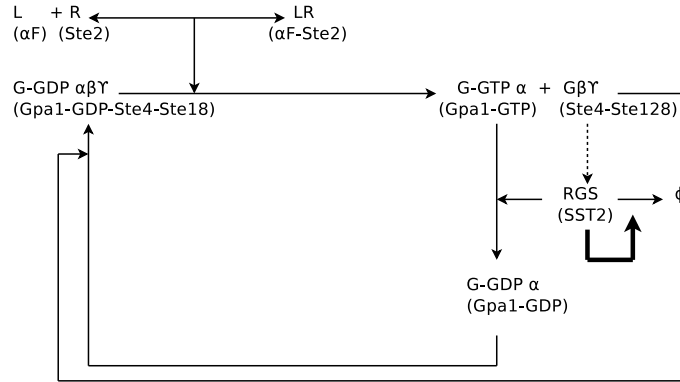 L + R LR
(αF) (Ste2) (αF-Ste2)
G-GDP αβϒ G-GTP α + Gβϒ
(Gpa1-GDP-Ste4-Ste18) (Gpa1-GTP) (Ste4-Ste128)
RGS ϕ
(SST2)
G-GDP α
(Gpa1-GDP)